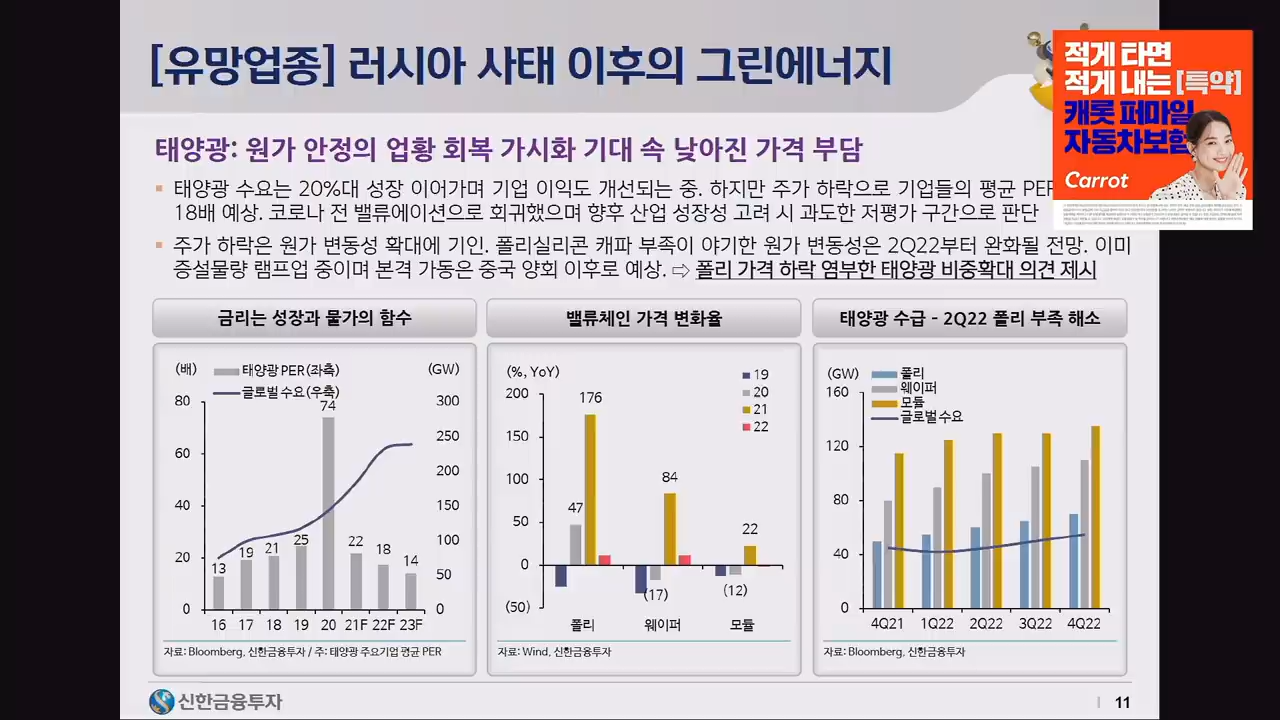 [유망업종] 러시아 사태 이후의 그린에너지
적게 타면
적게 내는 [특약]
캐롯 퍼마일
자동차보험
Carrot
태양광: 원가 안정의 업황 회복 가시화 기대 속 낮아진 가격 부담
태양광 수요는 20%대 성장 이어가며 기업 이익도 개선되는 중. 하지만 주가 하락으로 기업들의 평균 PER
18배 예상. 코로나 전 밸류에이션으로 회귀했으며 향후 산업 성장성 고려 시 과도한 저평가 구간으로 판단
주가 하락은 원가 변동성 확대에 기인. 폴리실리콘 캐파 부족이 야기한 원가 변동성은 2Q22부터 완화될 전망. 이미
증설물량 램프업 중이며 본격 가동은 중국 양회 이후로 예상. ⇨ 폴리 가격 하락 염부한 태양광 비중확대 의견 제시
금리는 성장과 물가의 함수
(배)
태양광 PER(좌축)
(GW)
글로벌 수요(우축)
80
60
40
20
0
300
250
200
150
100
50
0
13
19
21
25
74
22
18
14
16 17 18 19 20 21F 22F 23F
자료: Bloomberg, 신한금융투자 / 주: 태양광 주요기업 평균 PER
밸류체인 가격 변화율
(%, YoY)
19
20
21
22
200
150
100
50
0
(50)
47
176
(17)
84
(12)
22
폴리 웨이퍼 모듈
자료: Wind, 신한금융투자
태양광 수급 - 2Q22 폴리 부족 해소
(GW)
폴리
웨이퍼
모듈
글로벌 수요
160
120
80
40
0
4Q21 1Q22 2Q22 3Q22 4Q22
자료: Bloomberg, 신한금융투자
신한금융투자
11